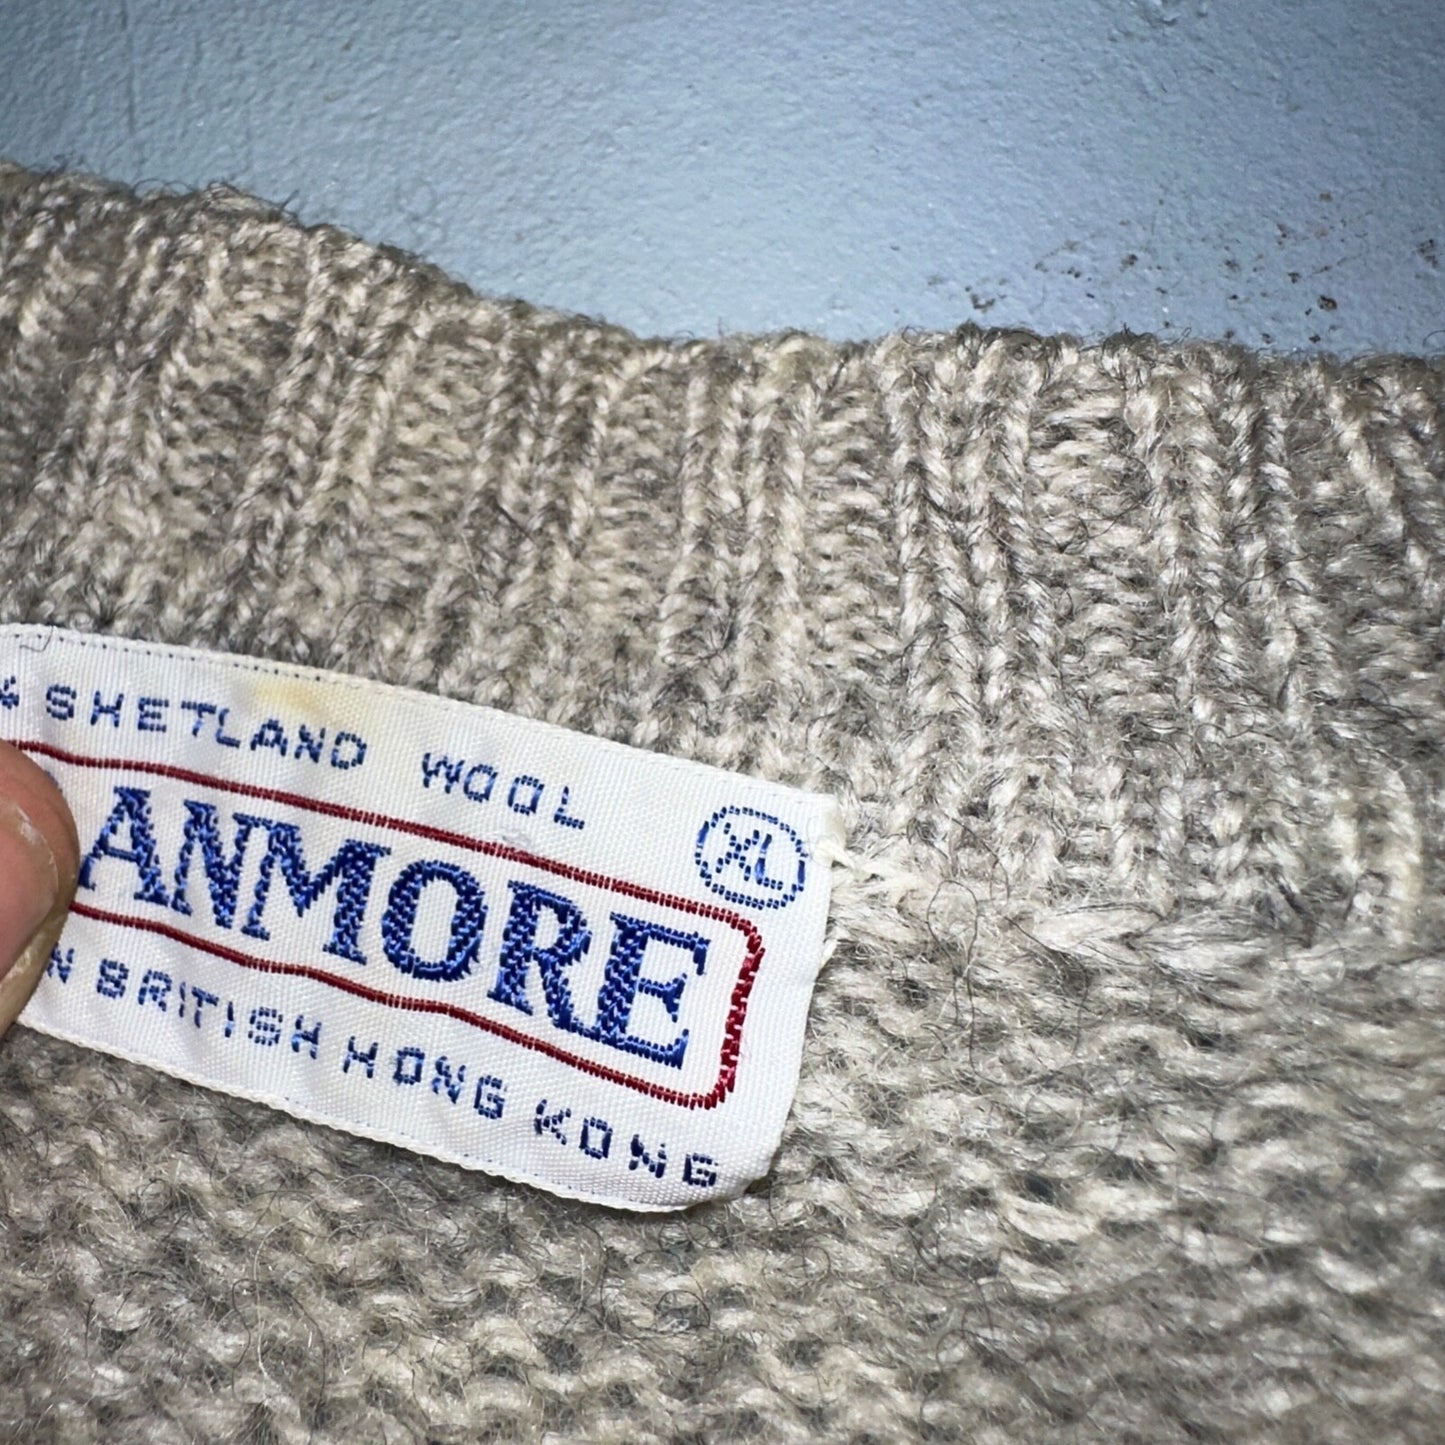 % SHETLAND WOOL
XL
ANMORE
N BRITISH HONG KONG